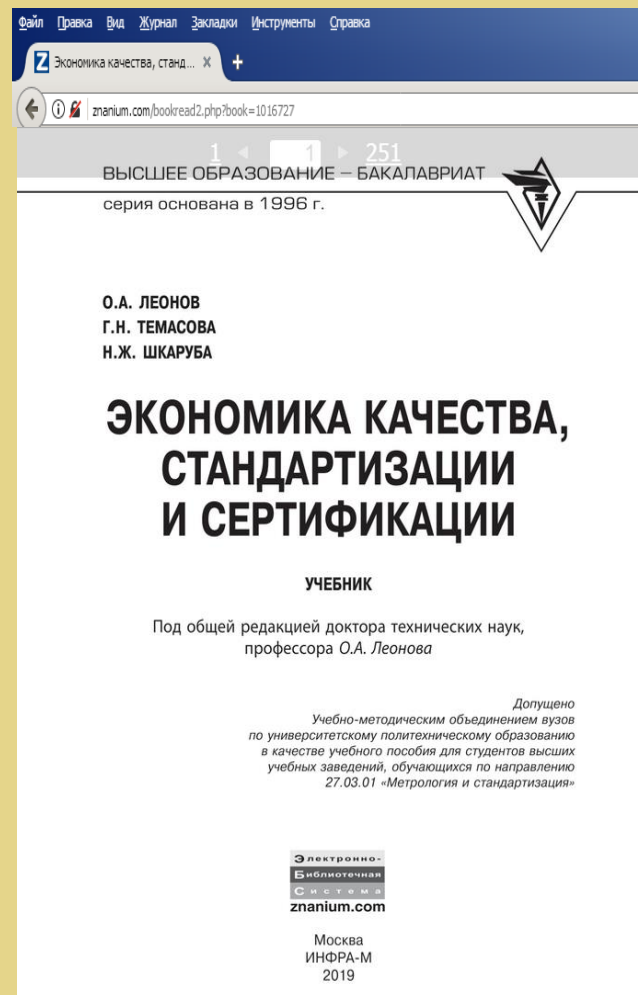 Файл Правка Вид Журнал Закладки Инструменты Справка
Z Экономика качества, станд... × +
znanium.com/bookread2.php?book=1016727
1 1 251
ВЫСШЕЕ ОБРАЗОВАНИЕ – БАКАЛАВРИАТ
серия основана в 1996 г.
О.А. ЛЕОНОВ
Г.Н. ТЕМАСОВА
Н.Ж. ШКАРУБА
ЭКОНОМИКА КАЧЕСТВА,
СТАНДАРТИЗАЦИИ
И СЕРТИФИКАЦИИ
УЧЕБНИК
Под общей редакцией доктора технических наук,
профессора О.А. Леонова
Допущено
Учебно-методическим объединением вузов
по университетскому политехническому образованию
в качестве учебного пособия для студентов высших
учебных заведений, обучающихся по направлению
27.03.01 «Метрология и стандартизация»
Электронно-
Библиотечная
Система
znanium.com
Москва
ИНФРА-М
2019